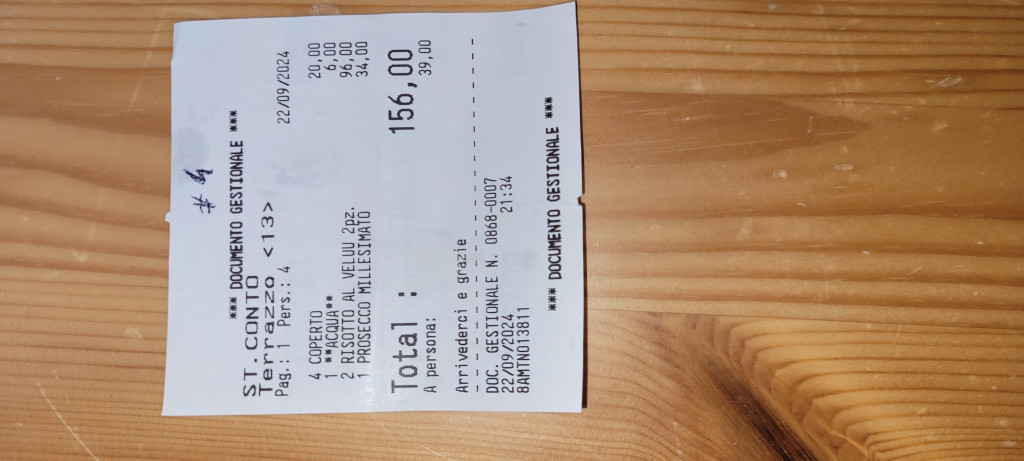 # 4
*** DOCUMENTO GESTIONALE ***
ST.CONTO
Terrazzo <13>
Pag.: 1 Pers.: 4 22/09/2024
4 COPERTO 20,00
1 **ACQUA** 6,00
2 RISOTTO AL VELUU 2pz. 96,00
1 PROSECCO MILLESIMATO 34,00
Total : 156,00
A persona: 39,00
Arrivederci e grazie
DOC. GESTIONALE N. 0868-0007
22/09/2024 21:34
8AMTN013811
*** DOCUMENTO GESTIONALE ***